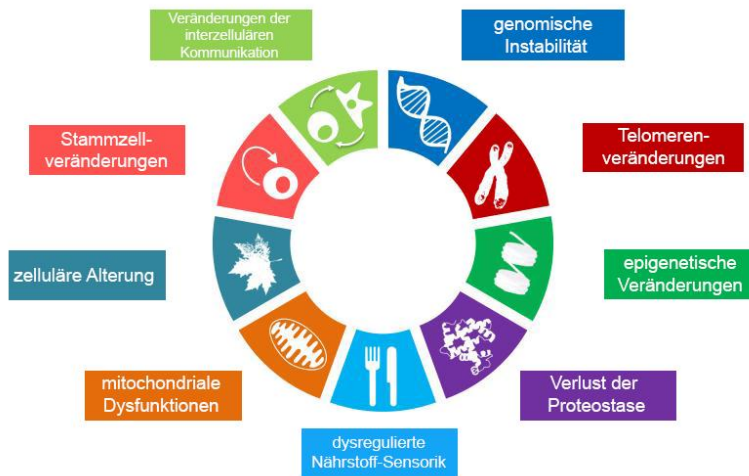 Veränderungen der
interzellulären
Kommunikation
genomische
Instabilität
Stammzell-
veränderungen
Telomeren-
veränderungen
zelluläre Alterung
epigenetische
Veränderungen
mitochondriale
Dysfunktionen
Verlust der
Proteostase
dysregulierte
Nährstoff-Sensorik